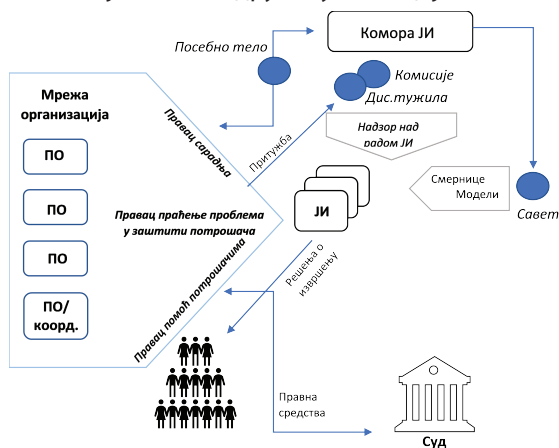 Посебно тело
Комора ЈИ
Комисије
Дис.тужила
Мрежа
организација
ПО
ПО
ПО
ПО/
коорд.
Правац сарадња
Притужба
Надзор над
радом ЈИ
Правац праћење проблема
у заштити потрошача
ЈИ
Смернице
Модели
Савет
Правац помоћ потрошачима
Решења о
извршењу
Правна
средства
Суд